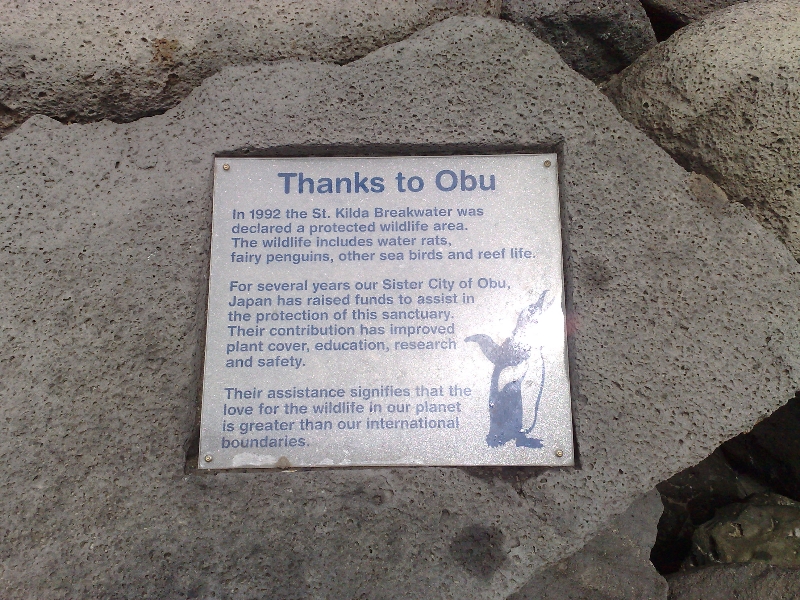 Thanks to Obu
In 1992 the St. Kilda Breakwater was
declared a protected wildlife area.
The wildlife includes water rats,
fairy penguins, other sea birds and reef life.
For several years our Sister City of Obu,
Japan has raised funds to assist in
the protection of this sanctuary.
Their contribution has improved
plant cover, education, research
and safety.
Their assistance signifies that the
love for the wildlife in our planet
is greater than our international
boundaries.